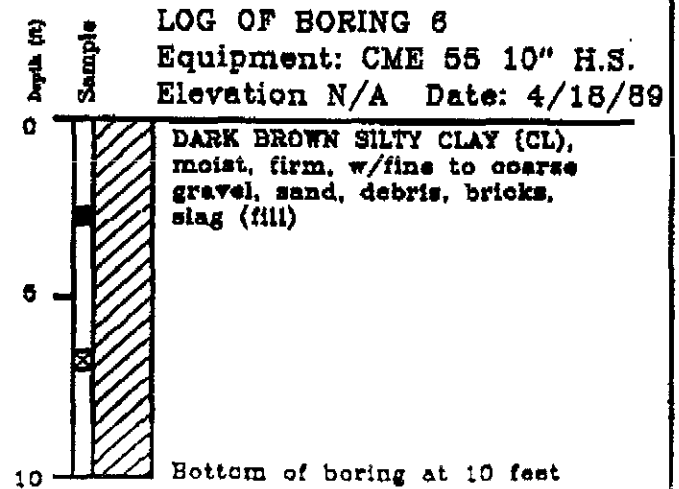 Depth (ft)
Sample
LOG OF BORING 6
Equipment: CME 55 10" H.S.
Elevation N/A Date: 4/18/89
0
DARK BROWN SILTY CLAY (CL),
moist, firm, w/fine to coarse
gravel, sand, debris, bricks,
slag (fill)
5
10
Bottom of boring at 10 feet